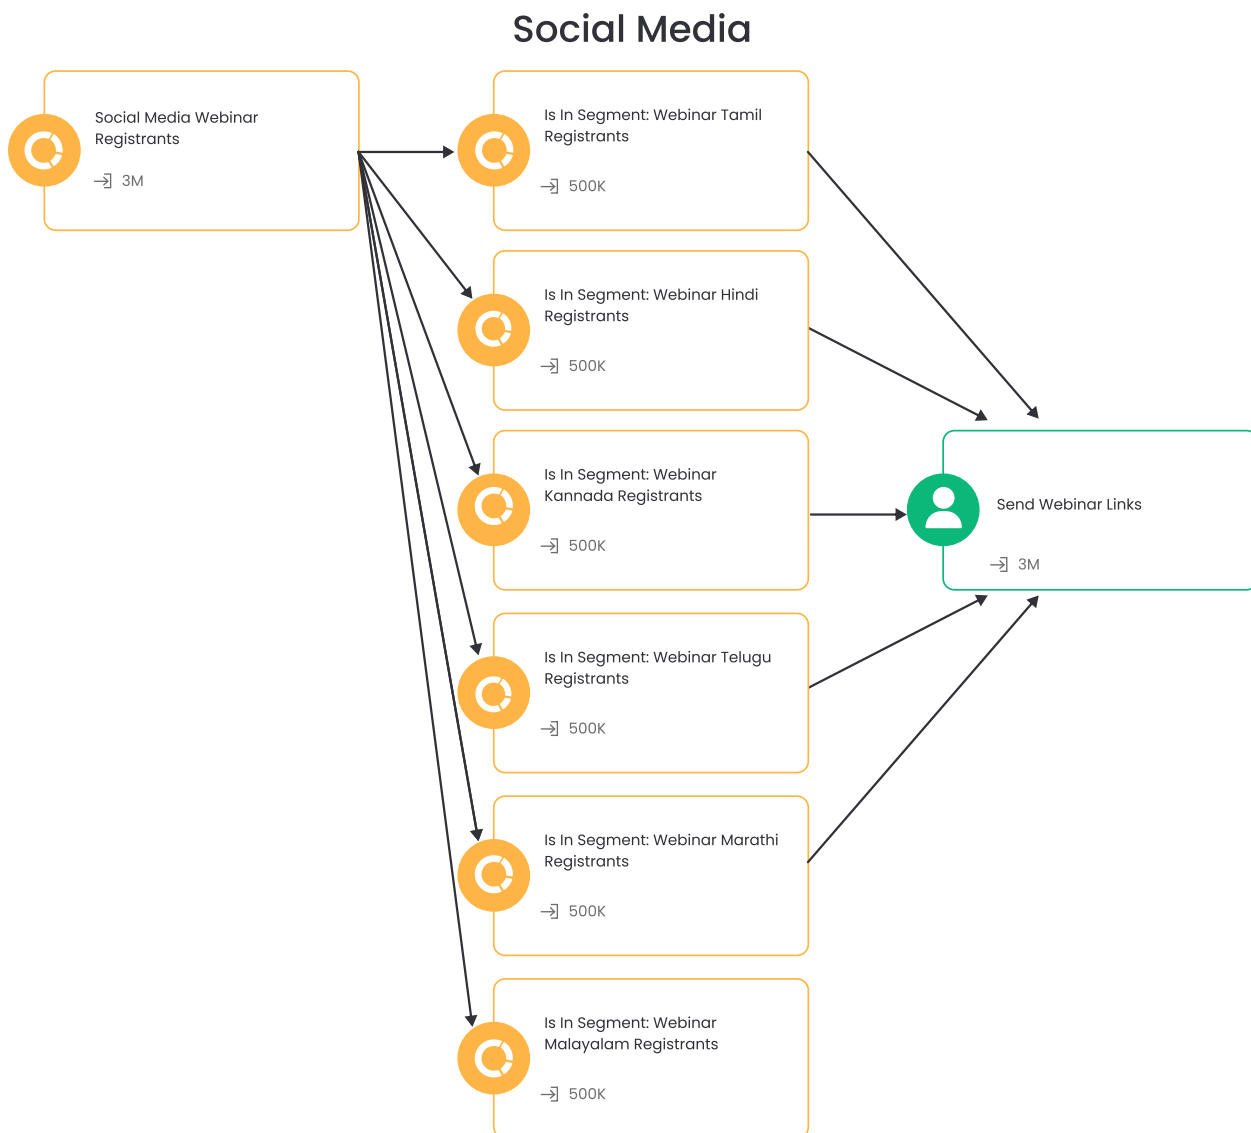 Social Media
Social Media Webinar
Registrants
3M
Is In Segment: Webinar Tamil
Registrants
500K
Is In Segment: Webinar Hindi
Registrants
500K
Is In Segment: Webinar
Kannada Registrants
500K
Send Webinar Links
3M
Is In Segment: Webinar Telugu
Registrants
500K
Is In Segment: Webinar Marathi
Registrants
500K
Is In Segment: Webinar
Malayalam Registrants
500K